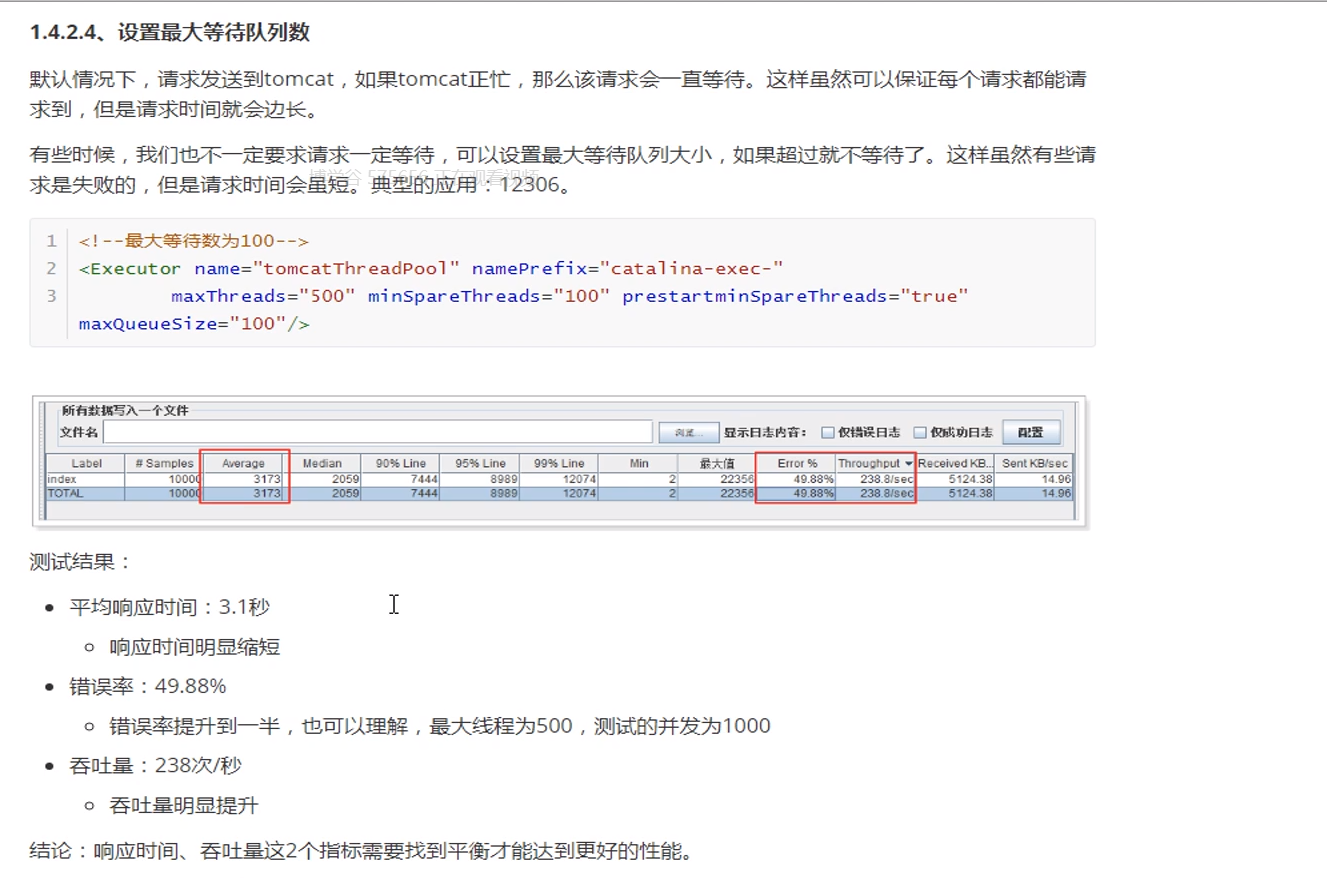 1.4.2.4、设置最大等待队列数
默认情况下，请求发送到tomcat，如果tomcat正忙，那么该请求会一直等待。这样虽然可以保证每个请求都能请
求到，但是请求时间就会边长。
有些时候，我们也不一定要求请求一定等待，可以设置最大等待队列大小，如果超过就不等待了。这样虽然有些请
求是失败的，但是请求时间会虽短。典型的应用：12306。
博学谷 575656 正在观看视频
1 <!--最大等待数为100-->
2 <Executor name="tomcatThreadPool" namePrefix="catalina-exec-"
3 maxThreads="500" minSpareThreads="100" prestartminSpareThreads="true"
maxQueueSize="100"/>
所有数据写入一个文件
文件名 浏览... 显示日志内容： 仅错误日志 仅成功日志 配置
Label # Samples Average Median 90% Line 95% Line 99% Line Min 最大值 Error % Throughput Received KB... Sent KB/sec
index 10000 3173 2059 7444 8989 12074 2 22356 49.88% 238.8/sec 5124.38 14.96
TOTAL 10000 3173 2059 7444 8989 12074 2 22356 49.88% 238.8/sec 5124.38 14.96
测试结果：
平均响应时间：3.1秒
响应时间明显缩短
错误率：49.88%
错误率提升到一半，也可以理解，最大线程为500，测试的并发为1000
吞吐量：238次/秒
吞吐量明显提升
结论：响应时间、吞吐量这2个指标需要找到平衡才能达到更好的性能。